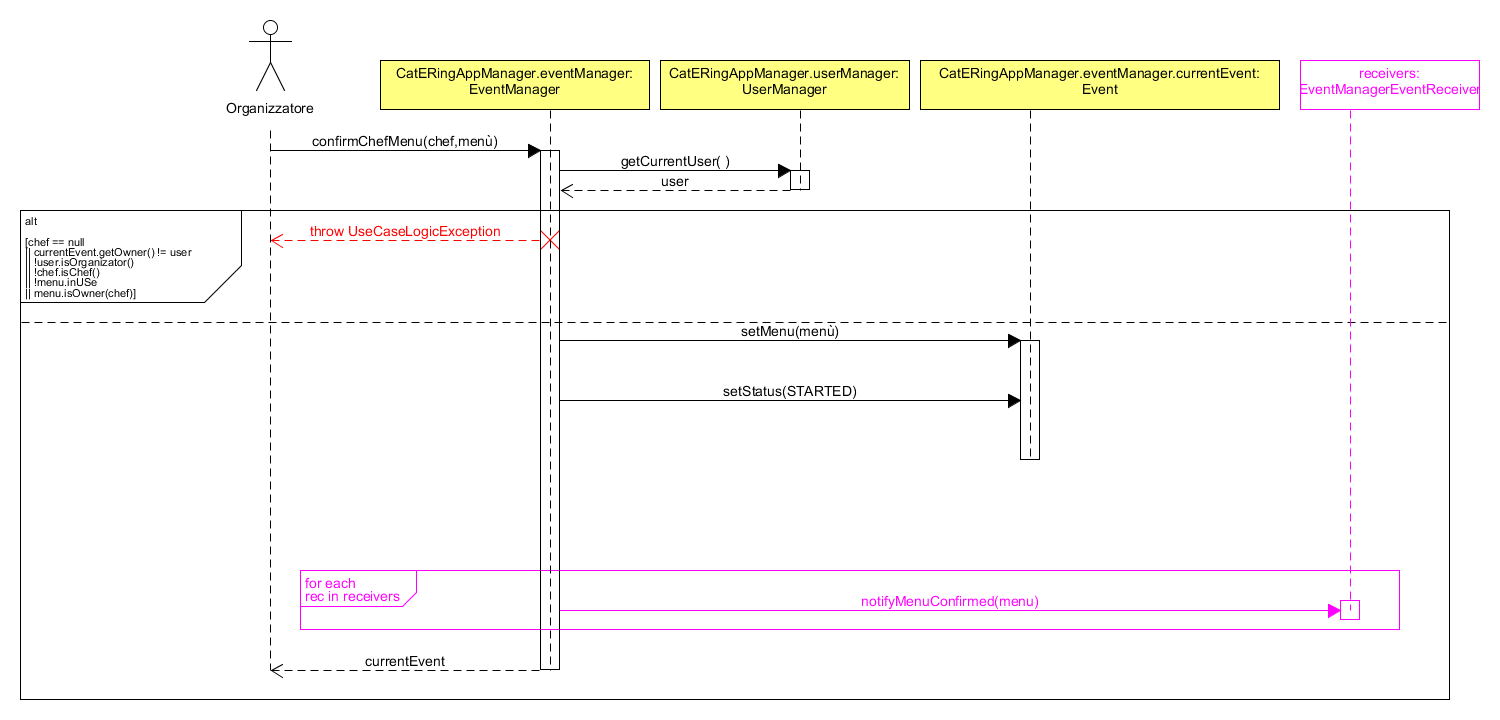 Organizzatore
CatERingAppManager.eventManager:
EventManager
CatERingAppManager.userManager:
UserManager
CatERingAppManager.eventManager.currentEvent:
Event
receivers:
EventManagerEventReceiver
confirmChefMenu(chef,menù)
getCurrentUser( )
user
alt
[chef == null
|| currentEvent.getOwner() != user
|| !user.isOrganizator()
|| !chef.isChef()
|| !menu.inUSe
|| menu.isOwner(chef)]
throw UseCaseLogicException
setMenu(menù)
setStatus(STARTED)
for each
rec in receivers
notifyMenuConfirmed(menu)
currentEvent